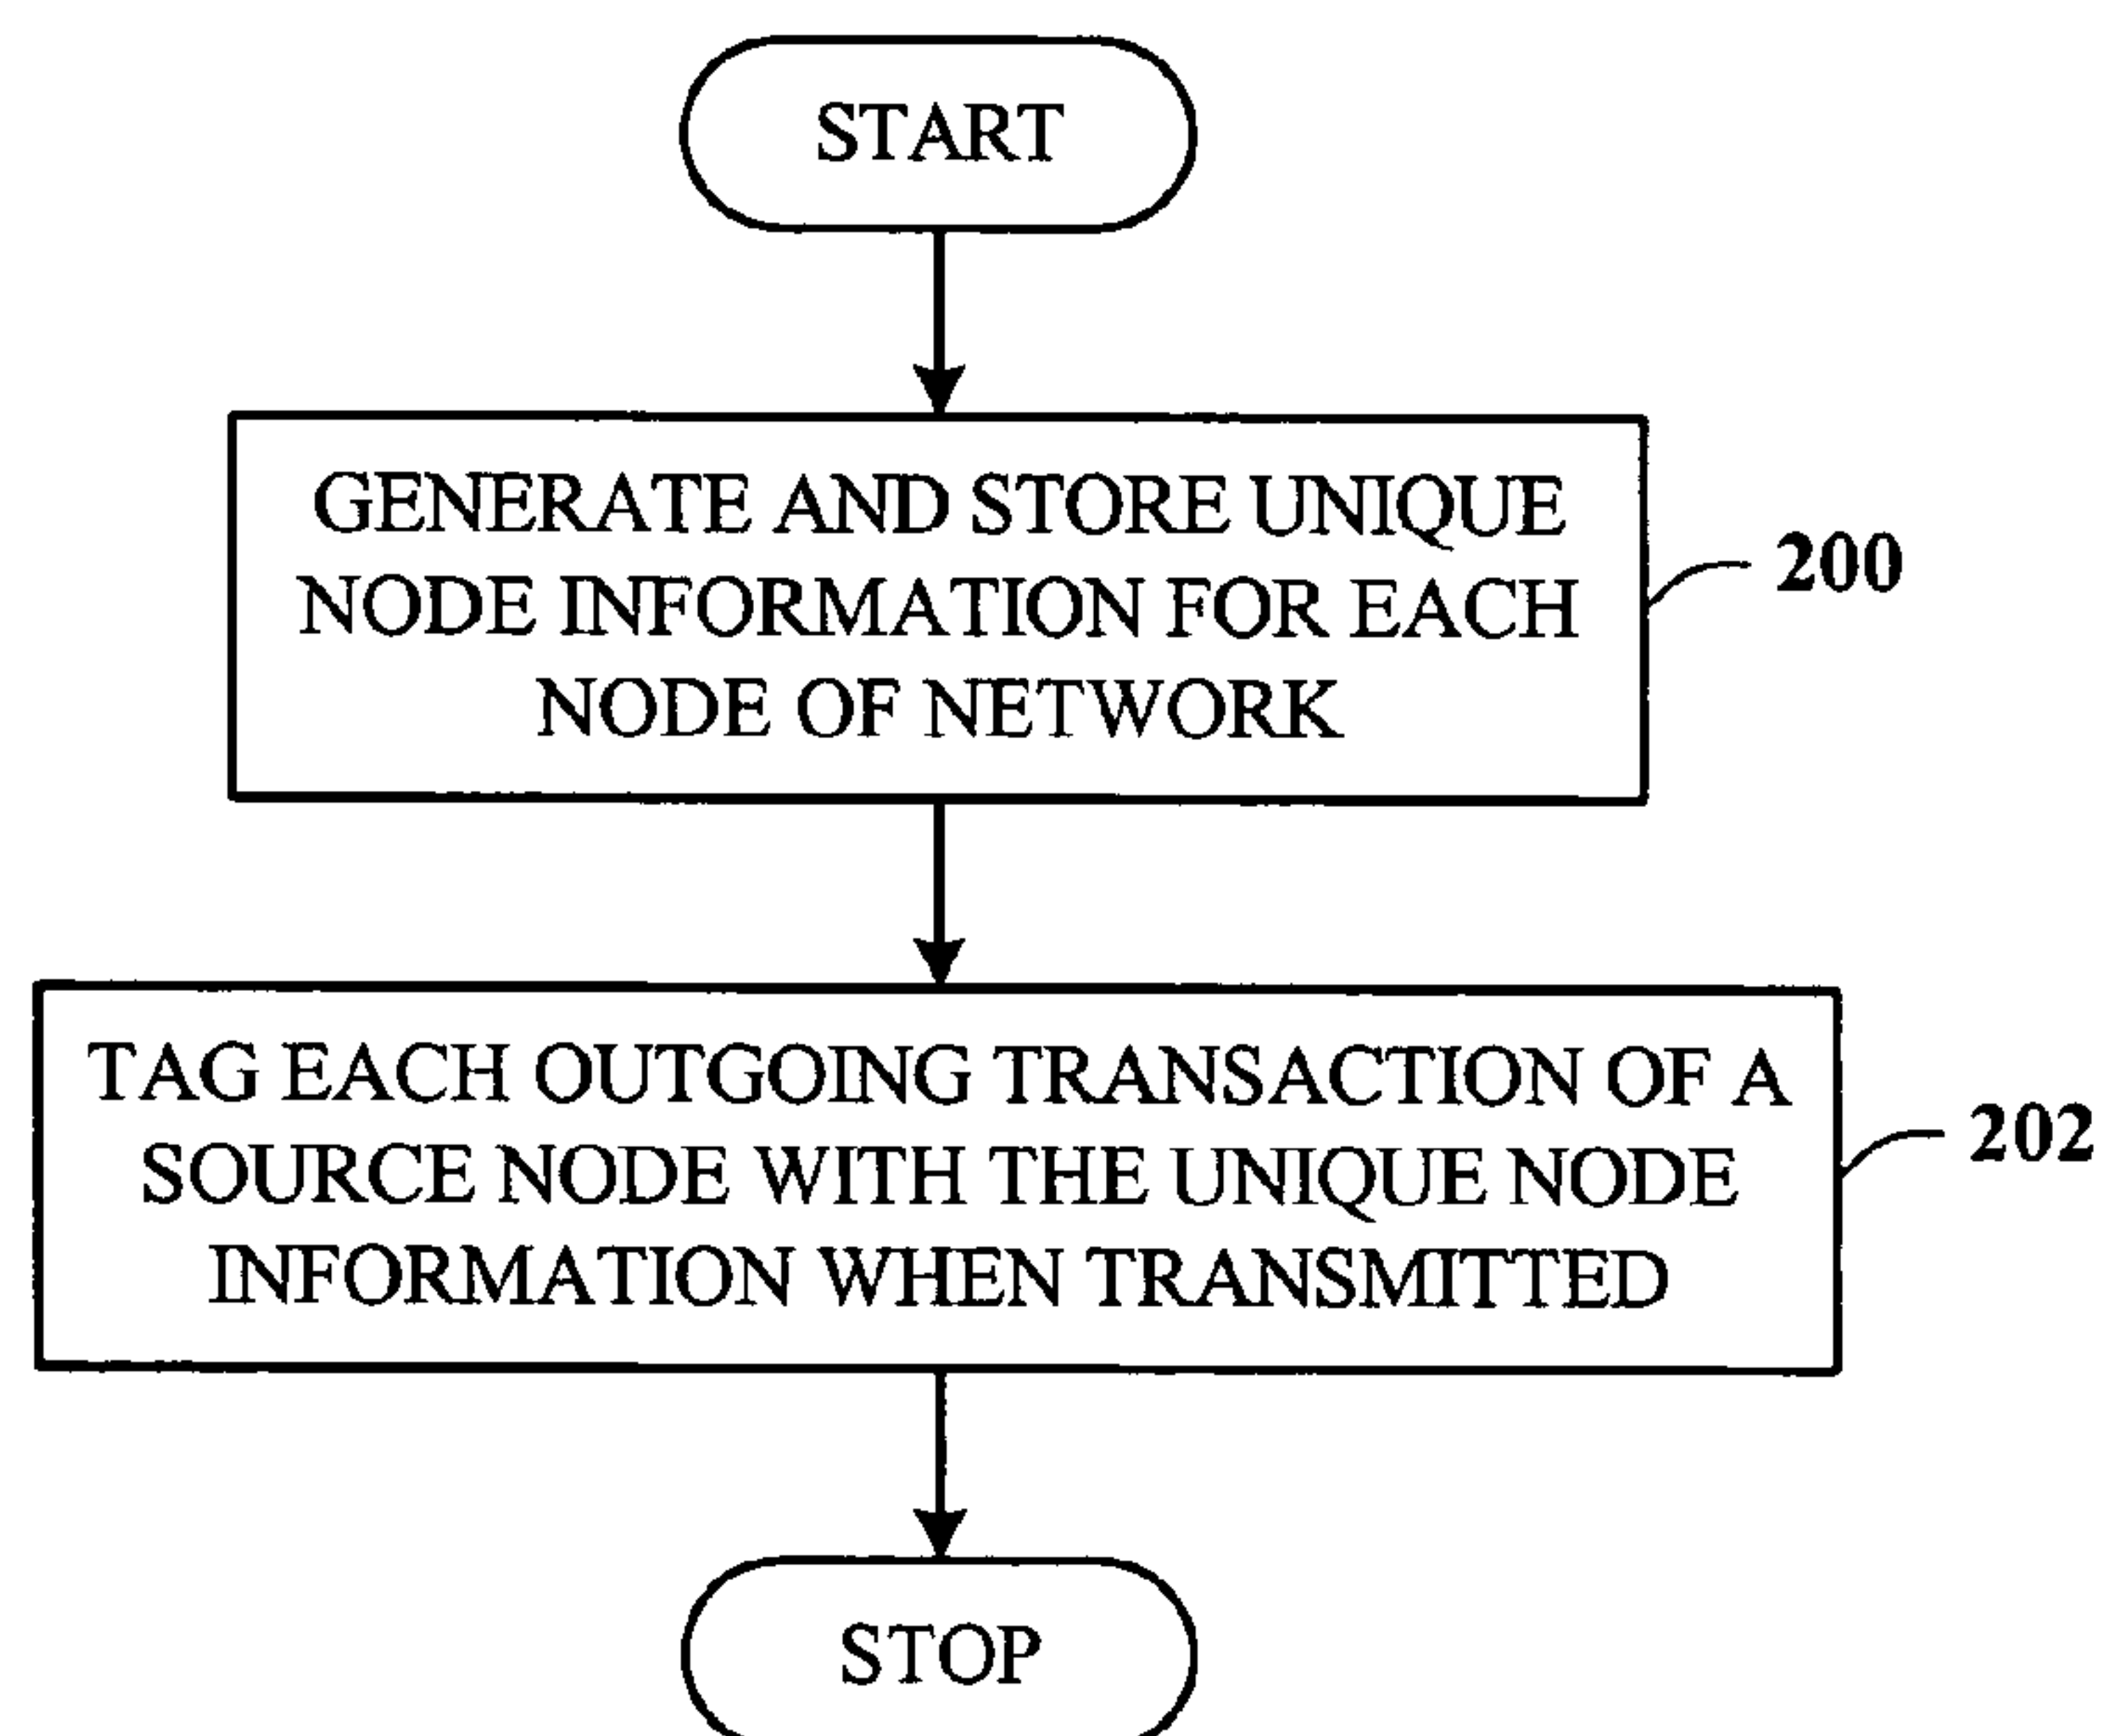 START
GENERATE AND STORE UNIQUE
NODE INFORMATION FOR EACH
NODE OF NETWORK
200
TAG EACH OUTGOING TRANSACTION OF A
SOURCE NODE WITH THE UNIQUE NODE
INFORMATION WHEN TRANSMITTED
202
STOP